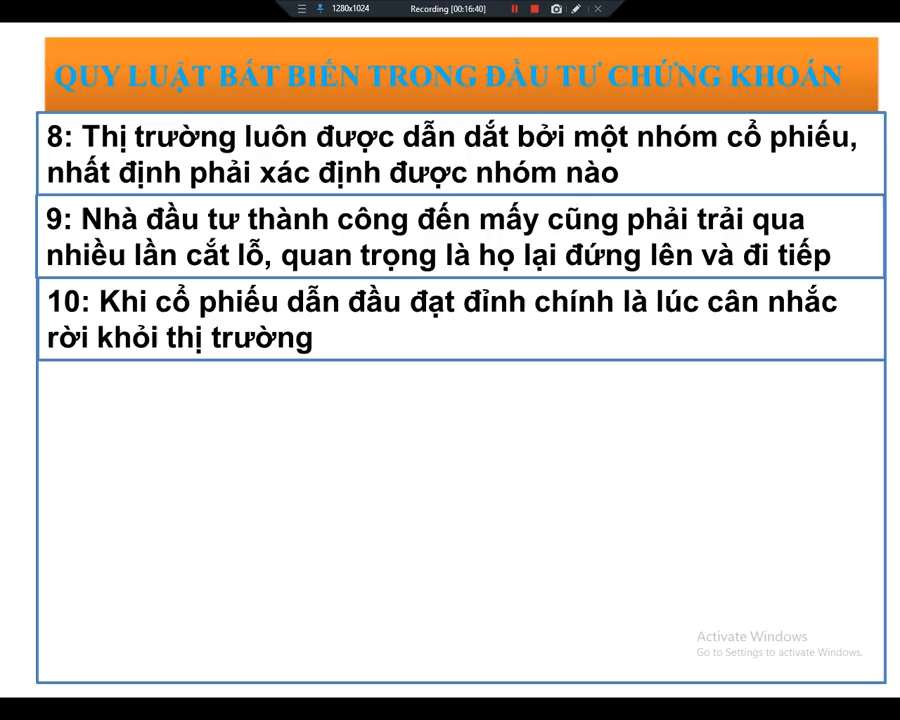 1280x1024 Recording [00:16:40]
QUY LUẬT BẤT BIẾN TRONG ĐẦU TƯ CHỨNG KHOÁN
8: Thị trường luôn được dẫn dắt bởi một nhóm cổ phiếu,
nhất định phải xác định được nhóm nào
9: Nhà đầu tư thành công đến mấy cũng phải trải qua
nhiều lần cắt lỗ, quan trọng là họ lại đứng lên và đi tiếp
10: Khi cổ phiếu dẫn đầu đạt đỉnh chính là lúc cân nhắc
rời khỏi thị trường
Activate Windows
Go to Settings to activate Windows.